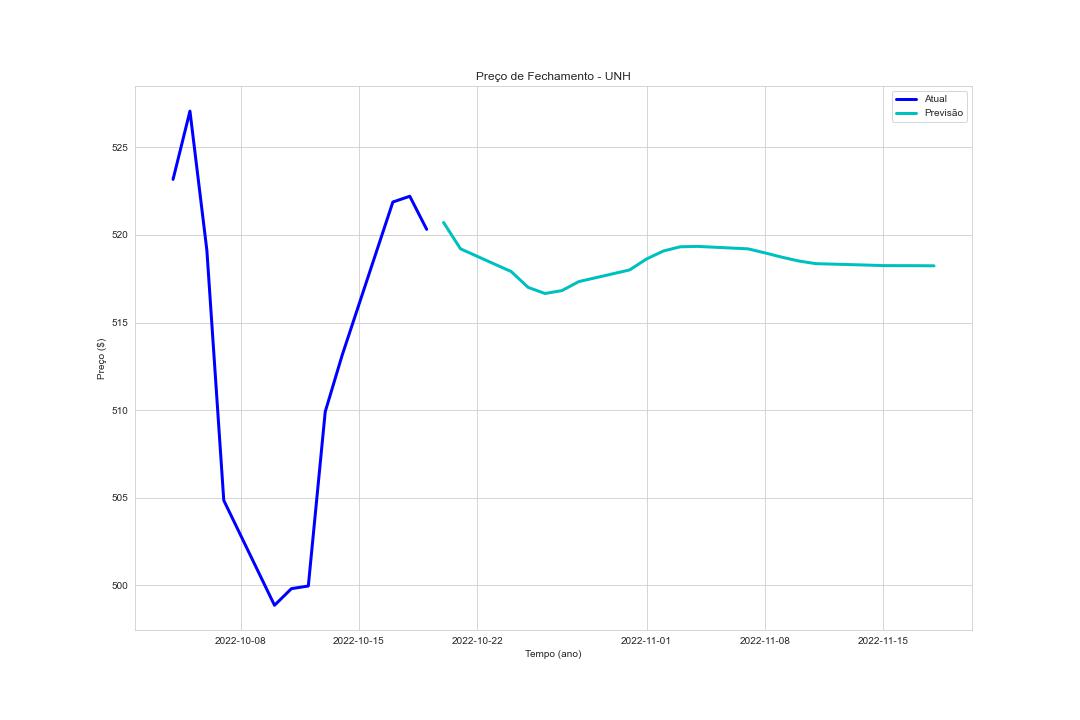 Preço de Fechamento - UNH
Atual
Previsão
525
520
515
510
505
500
Preço ($)
2022-10-08
2022-10-15
2022-10-22
2022-11-01
2022-11-08
2022-11-15
Tempo (ano)